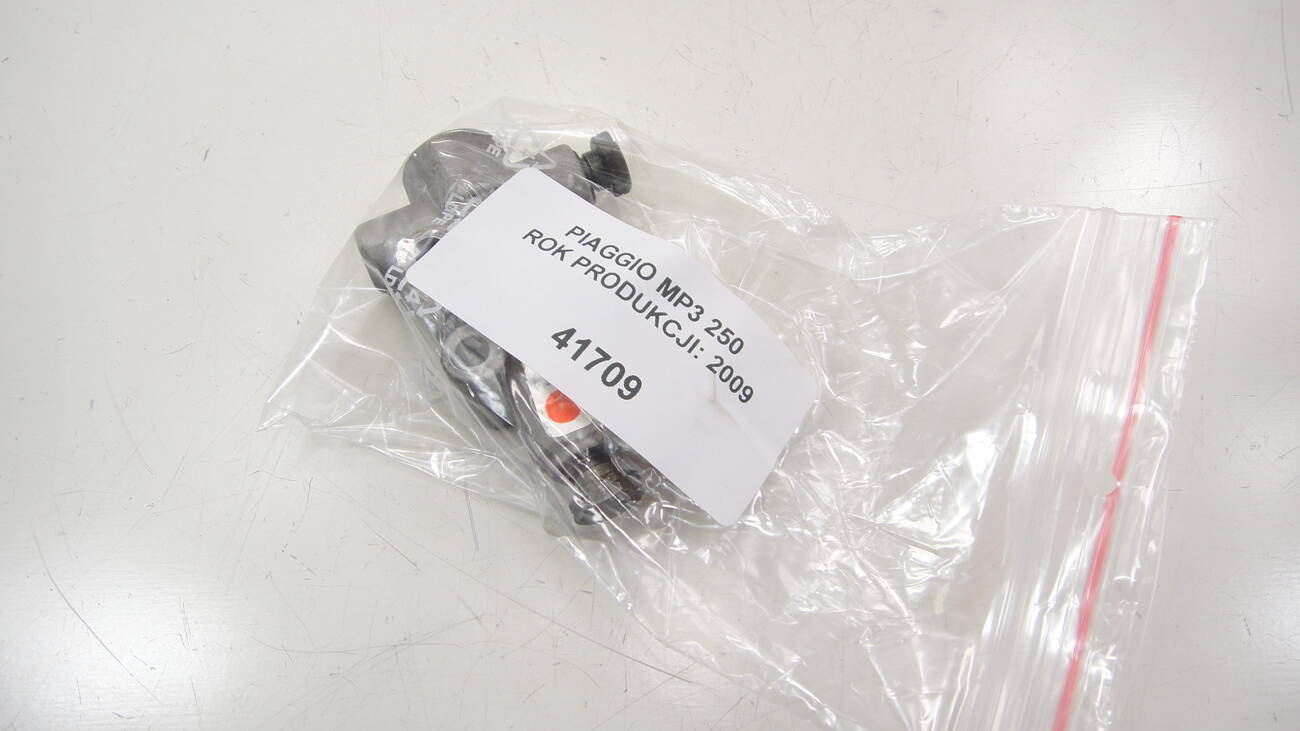 PIAGGIO MP3 250
ROK PRODUKCJI: 2009
41709